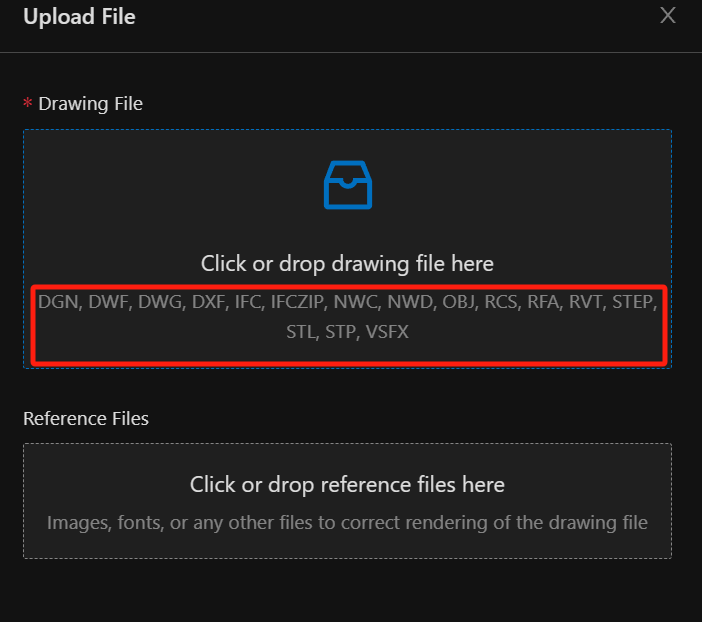 Upload File
* Drawing File
Click or drop drawing file here
DGN, DWF, DWG, DXF, IFC, IFCZIP, NWC, NWD, OBJ, RCS, RFA, RVT, STEP,
STL, STP, VSFX
Reference Files
Click or drop reference files here
Images, fonts, or any other files to correct rendering of the drawing file